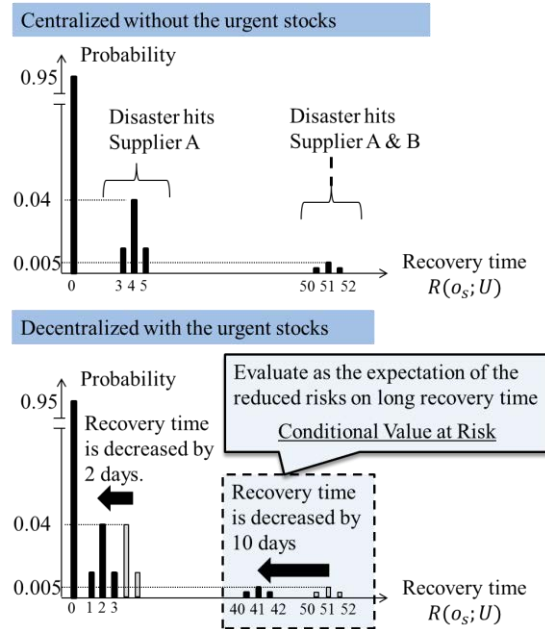 Centralized without the urgent stocks
Probability
0.95
Disaster hits
Supplier A
Disaster hits
Supplier A & B
0.04
0.005
0
3 4 5
50 51 52
Recovery time
R(o_s; U)
Decentralized with the urgent stocks
Probability
0.95
Evaluate as the expectation of the
reduced risks on long recovery time
Conditional Value at Risk
Recovery time
is decreased by
2 days.
Recovery time
is decreased by
10 days
0.04
0.005
0 1 2 3
40 41 42 50 51 52
Recovery time
R(o_s; U)